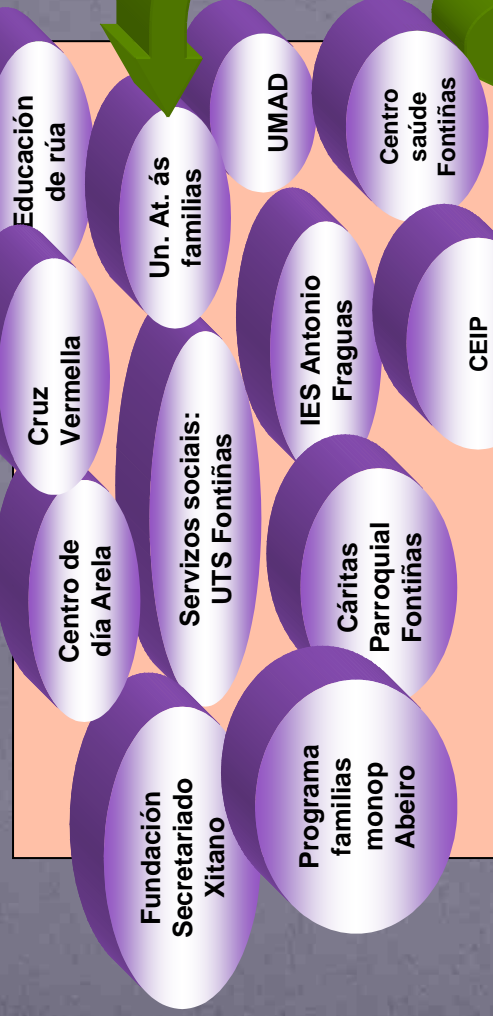 Centro de
día Arela
Cruz
Vermella
Educación
de rúa
Fundación
Secretariado
Xitano
Servizos sociais:
UTS Fontiñas
Un. At. ás
familias
UMAD
Programa
familias
monop
Abeiro
Cáritas
Parroquial
Fontiñas
IES Antonio
Fraguas
Centro
saúde
Fontiñas
CEIP